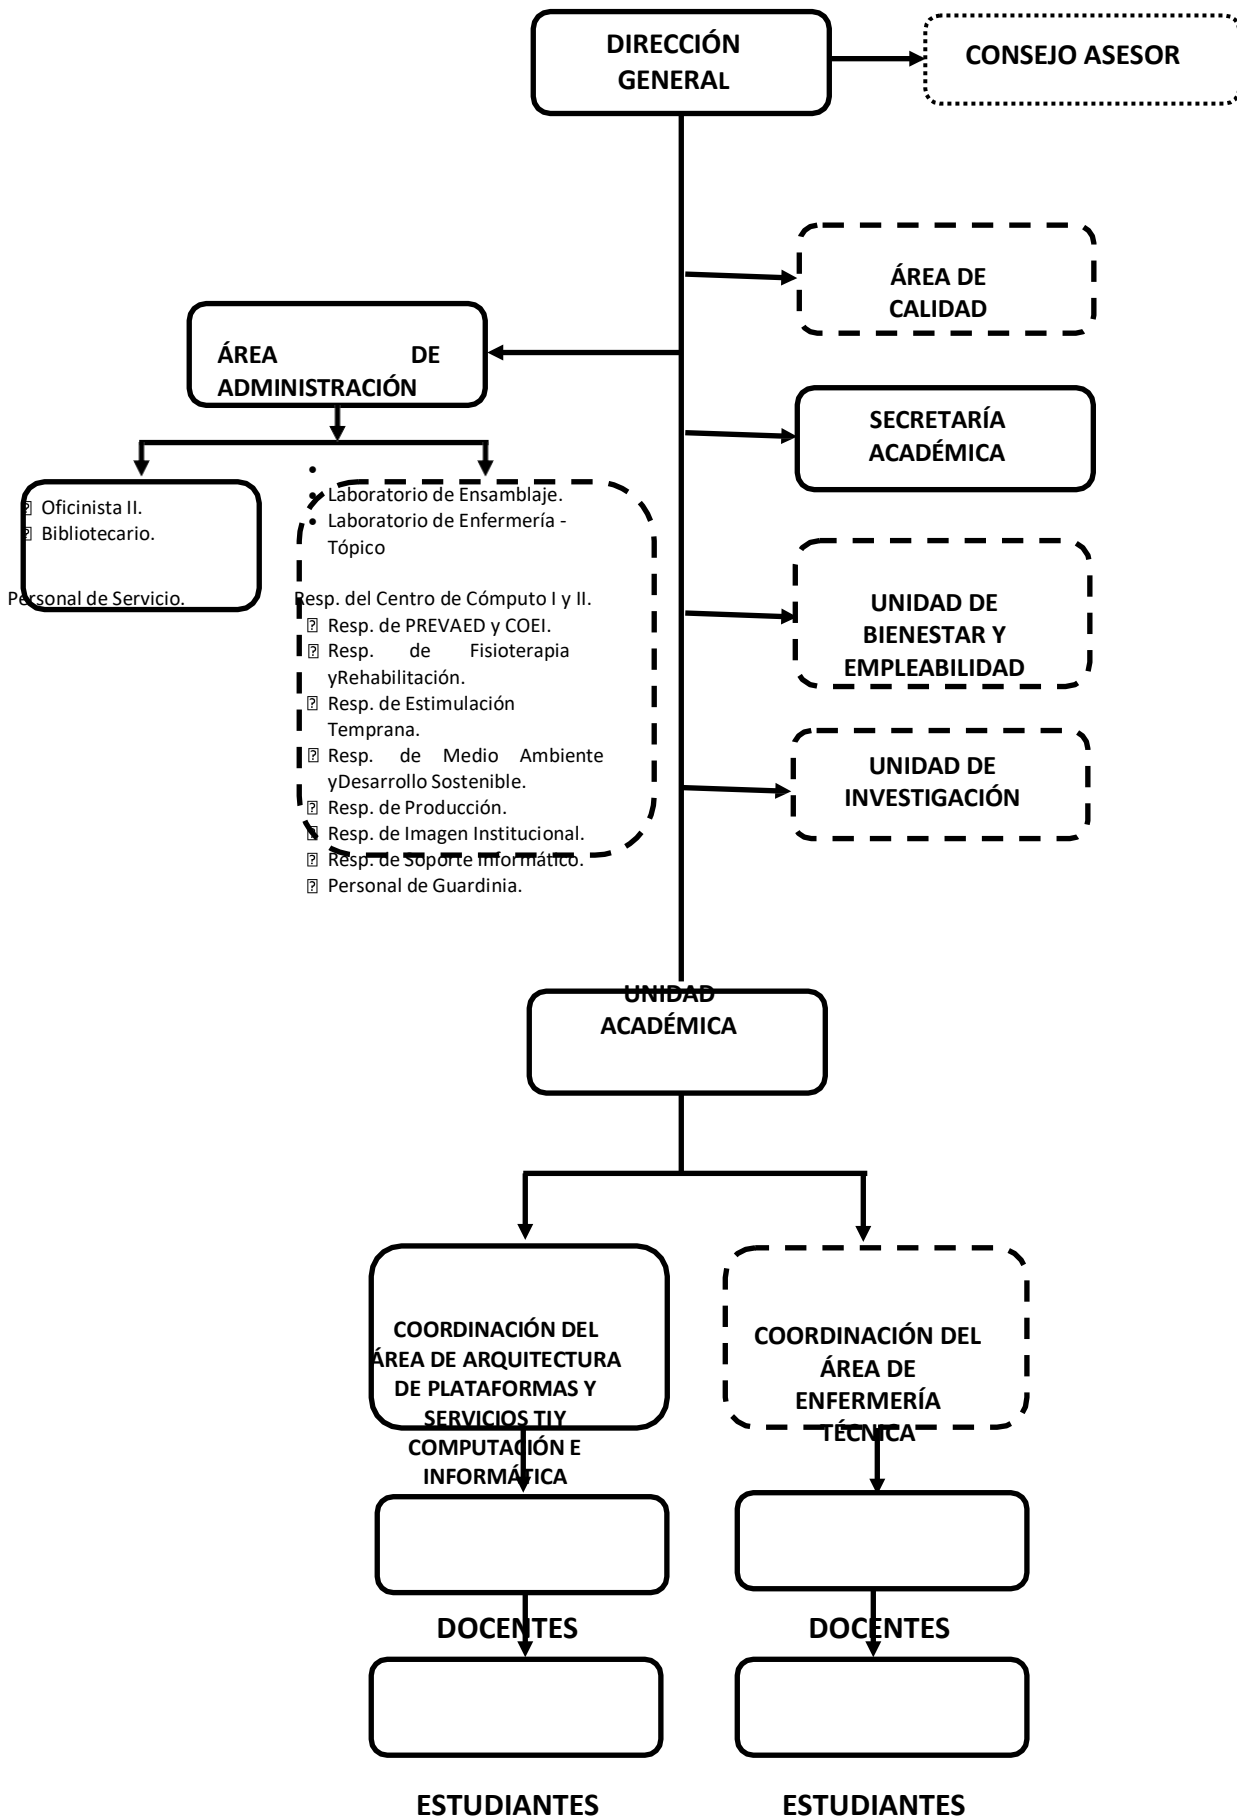 DIRECCIÓN
GENERAL
CONSEJO ASESOR
ÁREA DE
CALIDAD
ÁREA DE
ADMINISTRACIÓN
SECRETARÍA
ACADÉMICA
Oficinista II.
Bibliotecario.
Personal de Servicio.
•
• Laboratorio de Ensamblaje.
• Laboratorio de Enfermería -
Tópico
Resp. del Centro de Cómputo I y II.
Resp. de PREVAED y COEI.
Resp. de Fisioterapia
yRehabilitación.
Resp. de Estimulación
Temprana.
Resp. de Medio Ambiente
yDesarrollo Sostenible.
Resp. de Producción.
Resp. de Imagen Institucional.
Resp. de Soporte Informático.
Personal de Guardinia.
UNIDAD DE
BIENESTAR Y
EMPLEABILIDAD
UNIDAD DE
INVESTIGACIÓN
UNIDAD
ACADÉMICA
COORDINACIÓN DEL
ÁREA DE ARQUITECTURA
DE PLATAFORMAS Y
SERVICIOS TIY
COMPUTACIÓN E
INFORMÁTICA
COORDINACIÓN DEL
ÁREA DE
ENFERMERÍA
TÉCNICA
DOCENTES
DOCENTES
ESTUDIANTES
ESTUDIANTES